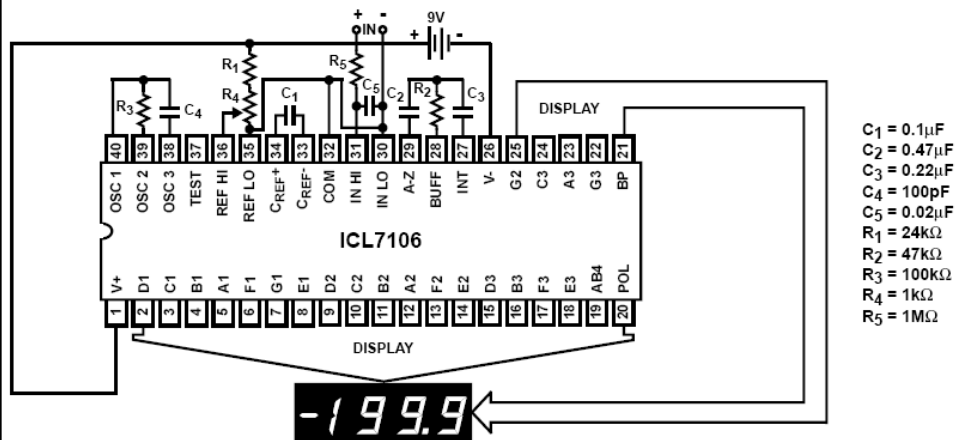 + - 9V
IN + -
R1 R5
R4 C5
R3 C4 C1 C2 R2 C3
DISPLAY
40 39 38 37 36 35 34 33 32 31 30 29 28 27 26 25 24 23 22 21
OSC 1
OSC 2
OSC 3
TEST
REF HI
REF LO
CREF+
CREF-
COM
IN HI
IN LO
A-Z
BUFF
INT
V-
G2
C3
A3
G3
BP
ICL7106
V+
D1
C1
B1
A1
F1
G1
E1
D2
C2
B2
A2
F2
E2
D3
B3
F3
E3
AB4
POL
1 2 3 4 5 6 7 8 9 10 11 12 13 14 15 16 17 18 19 20
DISPLAY
-199.9
C1 = 0.1μF
C2 = 0.47μF
C3 = 0.22μF
C4 = 100pF
C5 = 0.02μF
R1 = 24kΩ
R2 = 47kΩ
R3 = 100kΩ
R4 = 1kΩ
R5 = 1MΩ